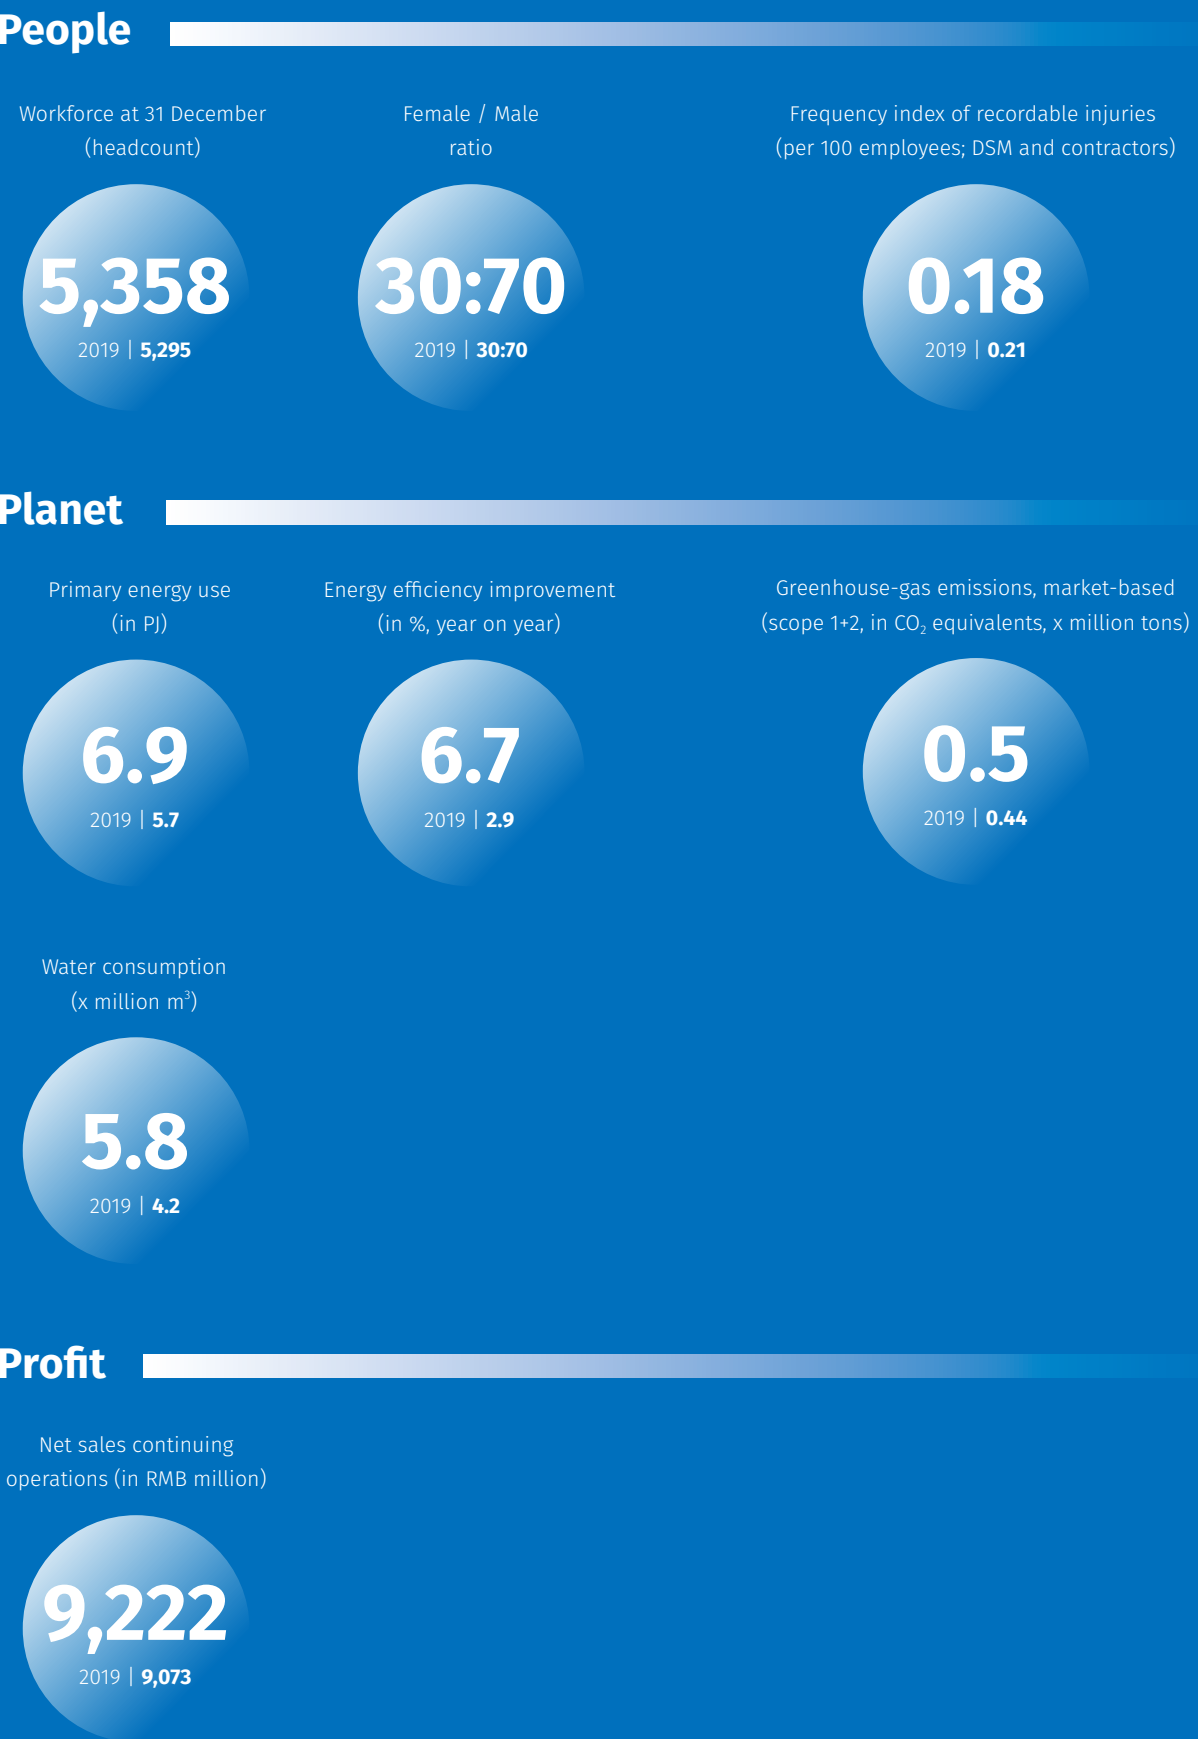 People
Workforce at 31 December
(headcount)
5,358
2019 | 5,295
Female / Male
ratio
30:70
2019 | 30:70
Frequency index of recordable injuries
(per 100 employees; DSM and contractors)
0.18
2019 | 0.21
Planet
Primary energy use
(in PJ)
6.9
2019 | 5.7
Energy efficiency improvement
(in %, year on year)
6.7
2019 | 2.9
Greenhouse-gas emissions, market-based
(scope 1+2, in CO₂ equivalents, x million tons)
0.5
2019 | 0.44
Water consumption
(x million m³)
5.8
2019 | 4.2
Profit
Net sales continuing
operations (in RMB million)
9,222
2019 | 9,073